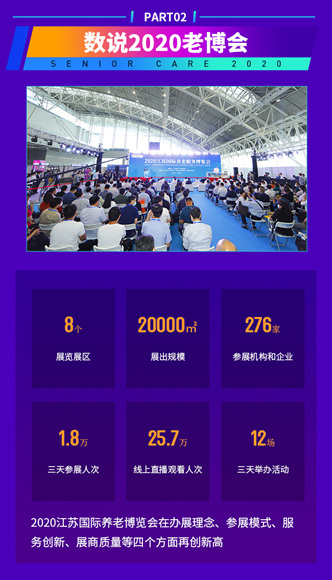 PART02
数说2020老博会
SENIOR CARE 2020
2020江苏国际养老服务博览会
8个
20000㎡
276家
展览展区
展出规模
参展机构和企业
1.8万
25.7万
12场
三天参展人次
线上直播观看人次
三天举办活动
2020江苏国际养老博览会在办展理念、参展模式、服
务创新、展商质量等四个方面再创新高